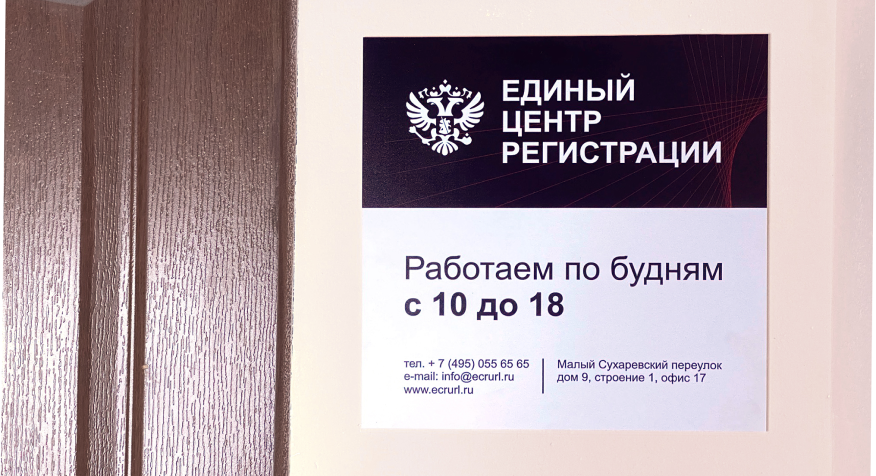 ЕДИНЫЙ
ЦЕНТР
РЕГИСТРАЦИИ
Работаем по будням
с 10 до 18
тел. + 7 (495) 055 65 65
e-mail: info@ecrurl.ru
www.ecrurl.ru
Малый Сухаревский переулок
дом 9, строение 1, офис 17